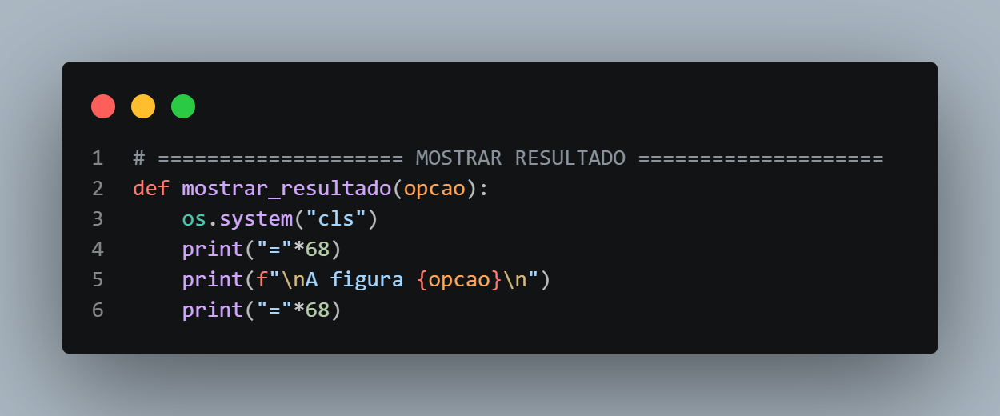 1 # ==================== MOSTRAR RESULTADO ====================
2 def mostrar_resultado(opcao):
3     os.system("cls")
4     print("="*68)
5     print(f"\nA figura {opcao}\n")
6     print("="*68)